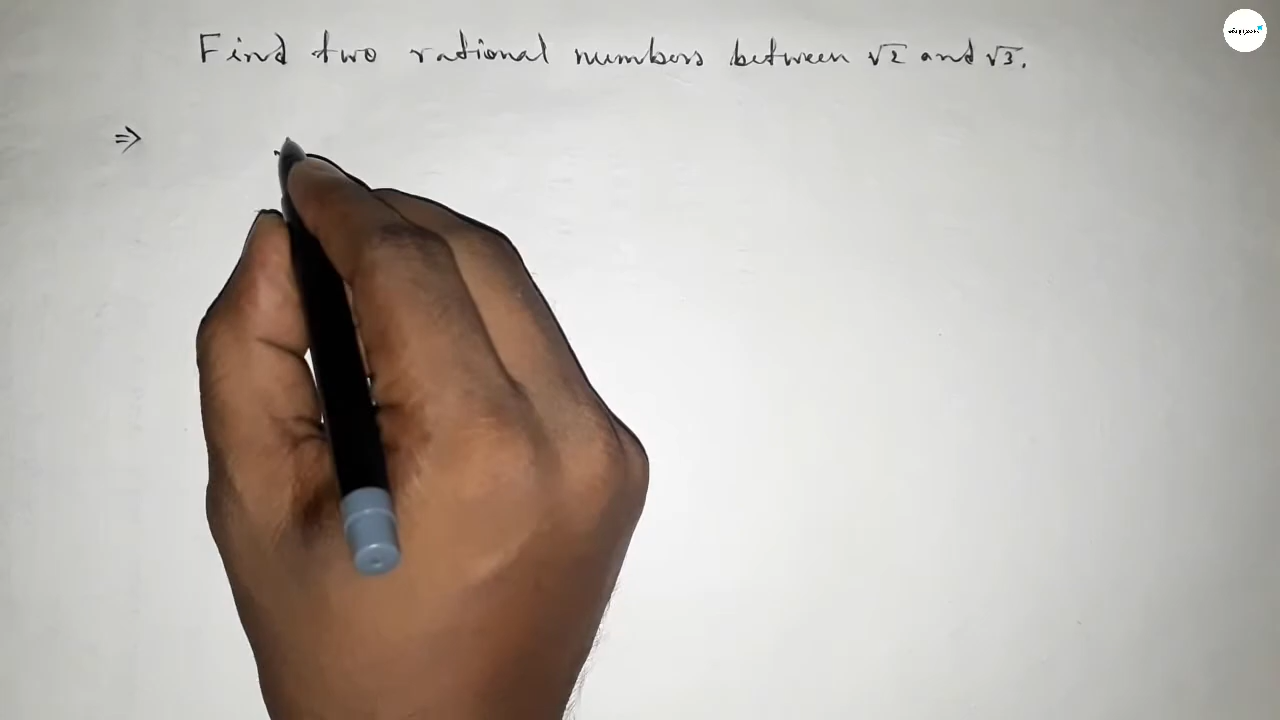 Find two rational numbers between √2 and √3.
⇒